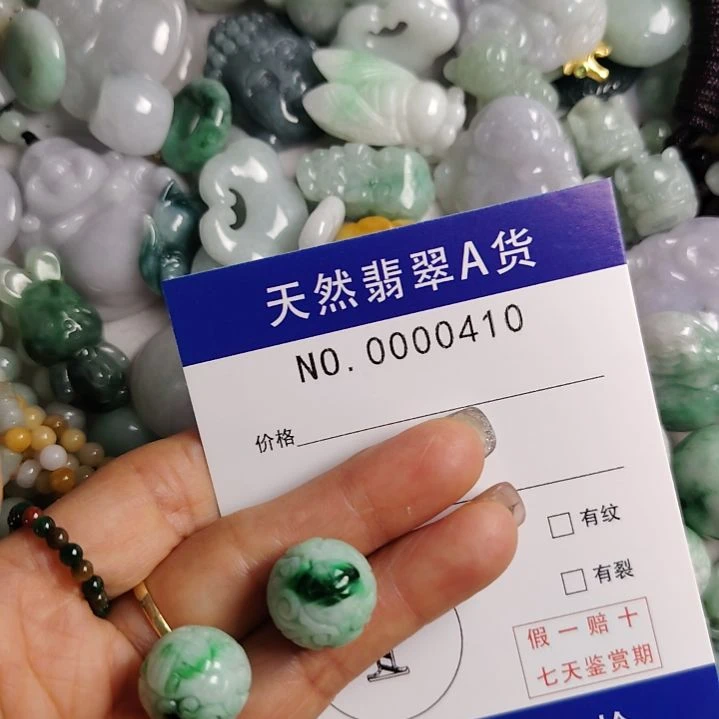 天然翡翠A货
NO. 0000410
价格
有纹
有裂
假一赔十
七天鉴赏期